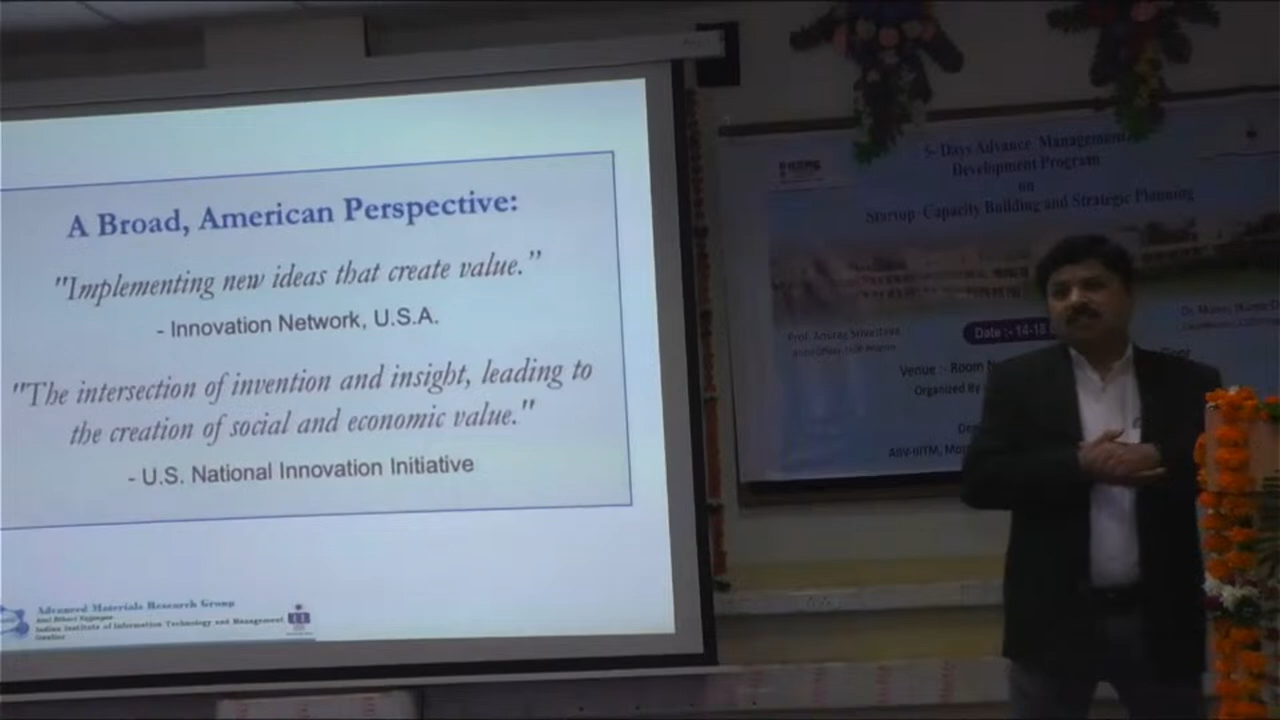 A Broad, American Perspective:
"Implementing new ideas that create value."
- Innovation Network, U.S.A.
"The intersection of invention and insight, leading to
the creation of social and economic value."
- U.S. National Innovation Initiative
Advanced Materials Research Group
Atal Bihari Vajpayee
Indian Institute of Information Technology and Management
Gwalior
5- Days Advance Management
Development Program
on
Startup Capacity Building and Strategic Planning
Prof. Anurag Srivastava
Date :- 14-18
Venue :- Room
Organized By